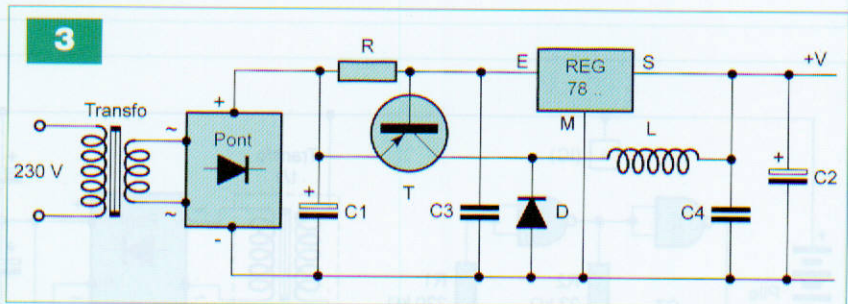 3
Transfo
230 V
~
~
+
Pont
-
R
+
C1
T
C3
E
REG
78 ..
S
M
D
L
C4
+
C2
+V